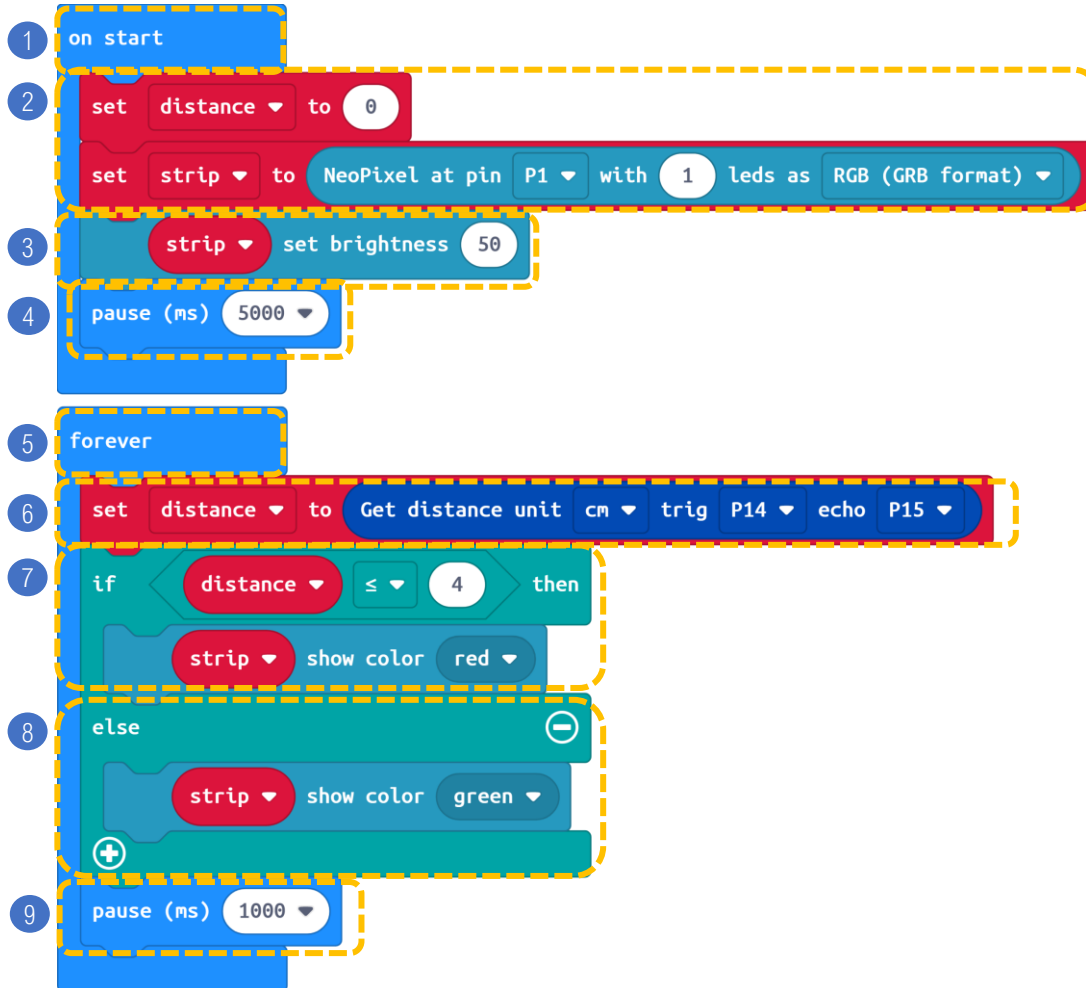 1 on start
2 set distance to 0
set strip to NeoPixel at pin P1 with 1 leds as RGB (GRB format)
3 strip set brightness 50
4 pause (ms) 5000
5 forever
6 set distance to Get distance unit cm trig P14 echo P15
7 if distance ≤ 4 then
strip show color red
8 else
strip show color green
9 pause (ms) 1000